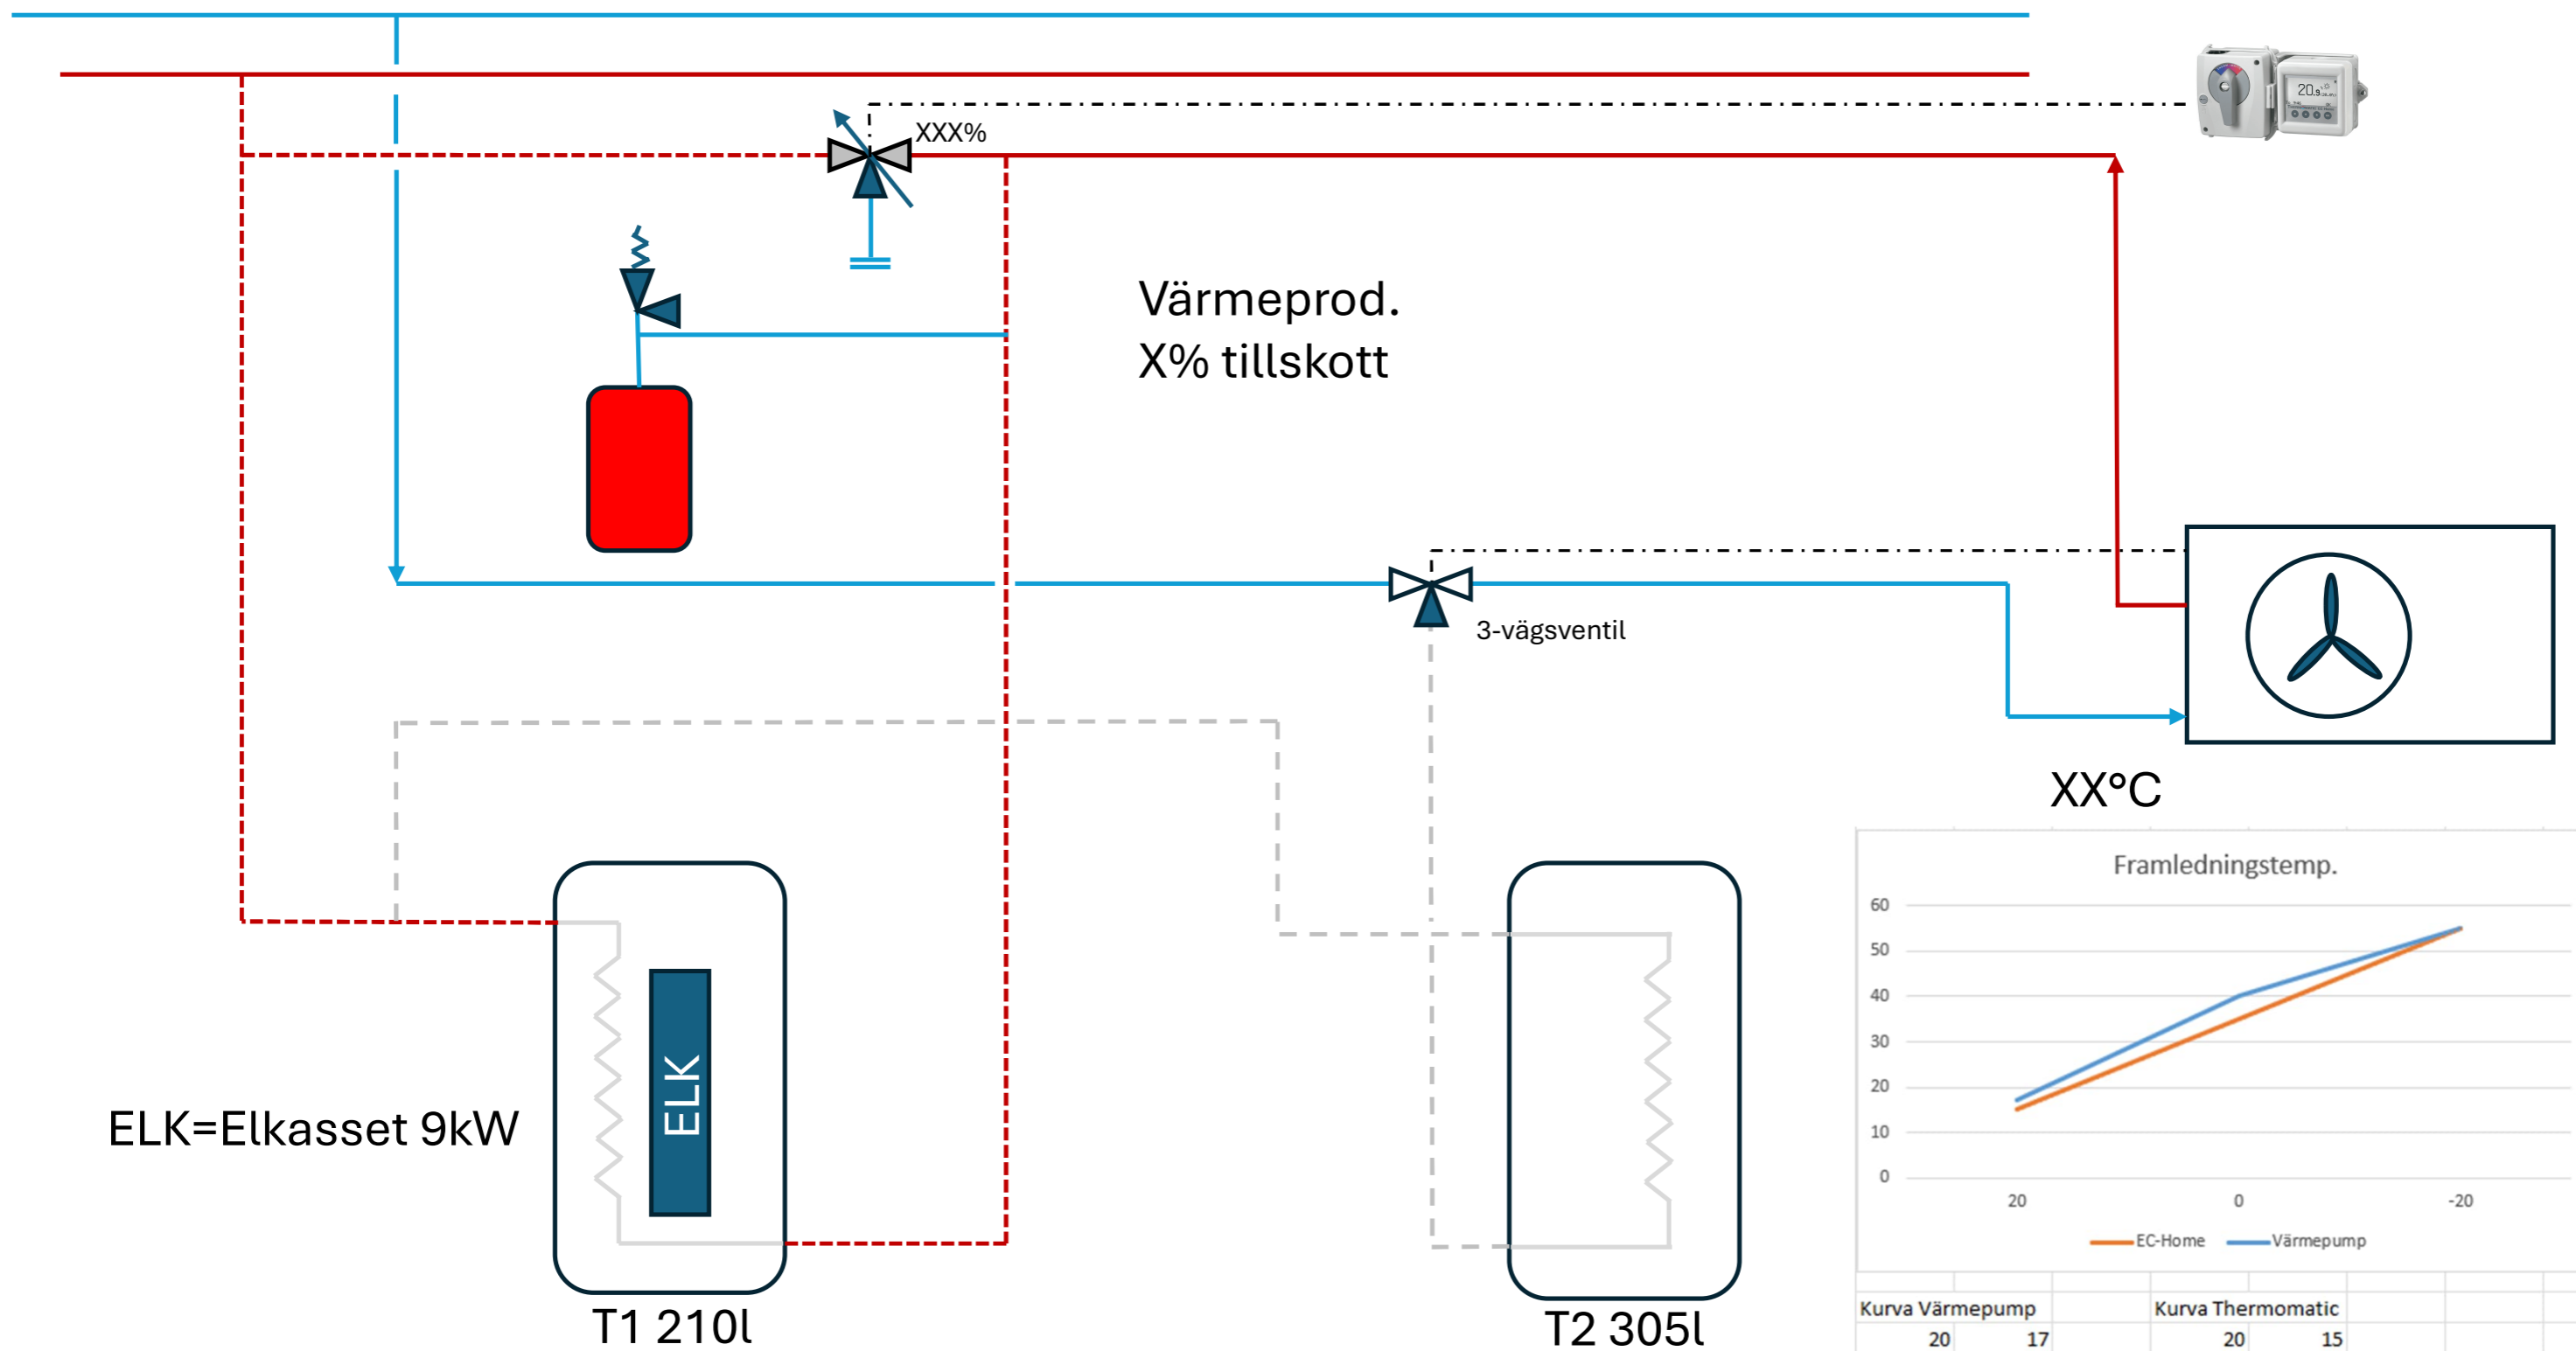 20.9
XXX%
Värmeprod.
X% tillskott
3-vägsventil
XX°C
ELK=Elkasset 9kW
ELK
T1 210l
T2 305l
Framledningstemp.
60
50
40
30
20
10
0
20 0 -20
EC-Home Värmepump
Kurva Värmepump Kurva Thermomatic
20 17 20 15